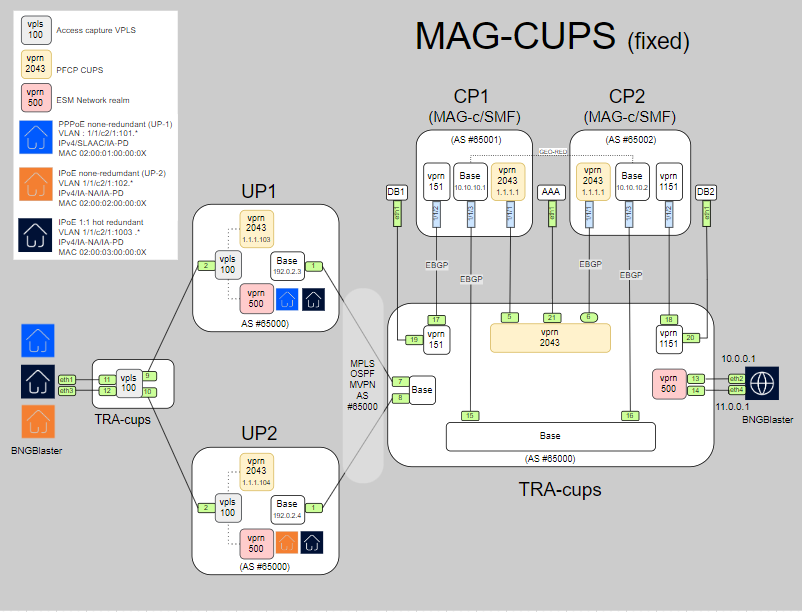 MAG-CUPS (fixed)
vpls
100
Access capture VPLS
vprn
2043
PFCP CUPS
vprn
500
ESM Network realm
PPPoE none-redundant (UP-1)
VLAN : 1/1/c2/1:101.*
IPv4/SLAAC/IA-PD
MAC 02:00:01:00:00:0X
IPoE none-redumdant (UP-2)
VLAN 1/1/c2/1:102.*
IPv4/IA-NA/IA-PD
MAC 02:00:02:00:00:0X
IPoE 1:1 hot redundant
VLAN 1/1/c2/1:1003 .*
IPv4/IA-NA/IA-PD
MAC 02:00:03:00:00:0X
CP1
(MAG-c/SMF)
(AS #65001)
vprn
151
Base
10.10.10.1
vprn
2043
1.1.1.1
1/1/2
1/1/3
1/1/1
GEO-RED
CP2
(MAG-c/SMF)
(AS #65002)
vprn
2043
1.1.1.1
Base
10.10.10.2
vprn
1151
1/1/1
1/1/3
1/1/2
DB1
eth1
AAA
eth1
DB2
eth1
EBGP
EBGP
EBGP
EBGP
UP1
vprn
2043
1.1.1.103
2
vpls
100
Base
192.0.2.3
1
vprn
500
AS #65000)
BNGBlaster
eth1
eth3
11
12
vpls
100
9
10
TRA-cups
UP2
vprn
2043
1.1.1.104
2
vpls
100
Base
192.0.2.4
1
vprn
500
(AS #65000)
MPLS
OSPF
MVPN
AS
#65000
7
8
Base
19
17
vprn
151
5
21
6
vprn
2043
18
vprn
1151
20
vprn
500
13
14
15
16
Base
(AS #65000)
TRA-cups
10.0.0.1
eth2
eth4
11.0.0.1
BNGBlaster